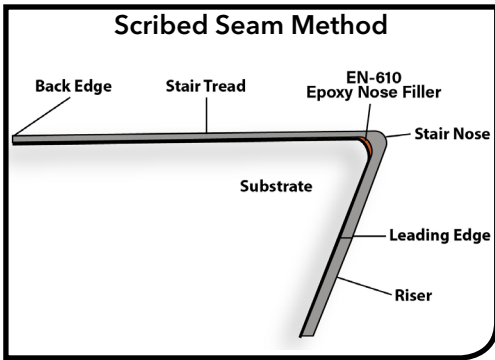 Scribed Seam Method
Back Edge
Stair Tread
EN-610
Epoxy Nose Filler
Stair Nose
Substrate
Leading Edge
Riser